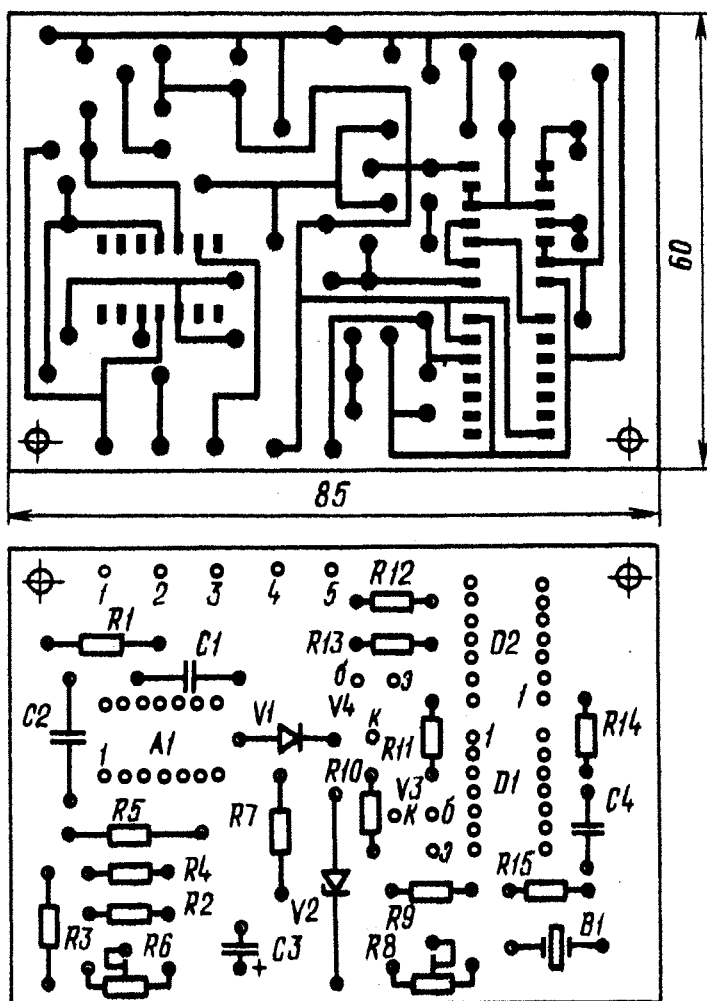 60
85
1 2 3 4 5
R12
R1
C1
R13
D2
б э
C2
V1
V4
к
1
R14
A1
R11
1
1
R10
V3
D1
R5
R7
к б
C4
R4
э
R15
R2
V2
R9
R3
R6
C3
R8
B1
+